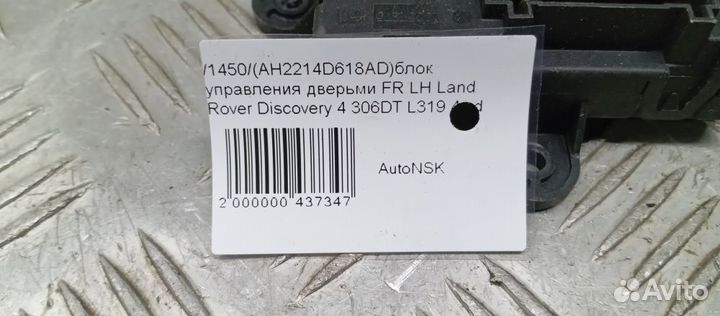 /1450/(AH2214D618AD)блок
управления дверьми FR LH Land
Rover Discovery 4 306DT L319
AutoNSK
2 000000 437347
Avito